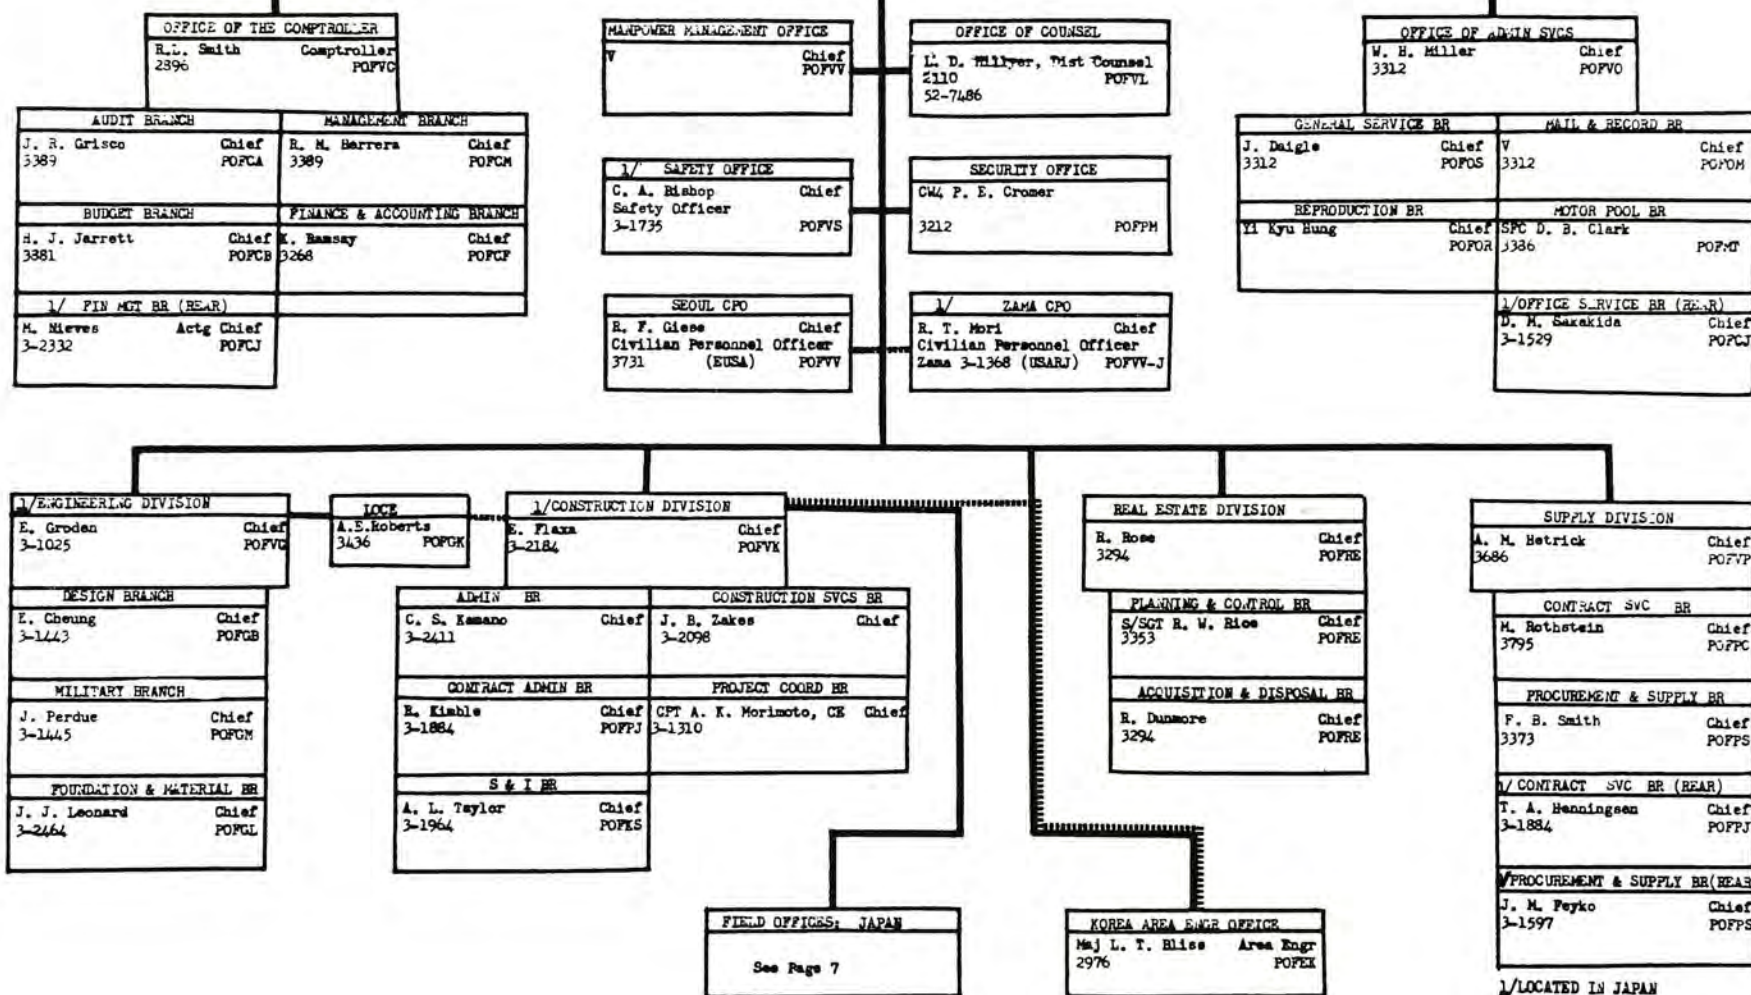 OFFICE OF THE COMPTROLLER
R.L. Smith Comptroller
2896 POFVC
AUDIT BRANCH
J. R. Grisco Chief
3389 POFCA
MANAGEMENT BRANCH
R. M. Herrera Chief
3389 POFCM
BUDGET BRANCH
H. J. Jarrett Chief
3381 POFCB
FINANCE & ACCOUNTING BRANCH
K. Ramsay Chief
3268 POFCF
1/ FIN MGT BR (REAR)
M. Nieves Actg Chief
3-2332 POFCJ
MANPOWER MANAGEMENT OFFICE
V Chief
POFVV
OFFICE OF COUNSEL
L. D. Hillyer, Dist Counsel
2110 POFVL
52-7486
1/ SAFETY OFFICE
C. A. Bishop Chief
Safety Officer
3-1735 POFVS
SECURITY OFFICE
CW4 P. E. Cromer
3212 POFPM
SEOUL CPO
R. F. Giese Chief
Civilian Personnel Officer
3731 (EUSA) POFVV
1/ ZAMA CPO
R. T. Mori Chief
Civilian Personnel Officer
Zama 3-1368 (USARJ) POFVV-J
OFFICE OF ADMIN SVCS
W. H. Miller Chief
3312 POFVO
GENERAL SERVICE BR
J. Daigle Chief
3312 POFOS
MAIL & RECORD BR
V Chief
3312 POFOM
REPRODUCTION BR
Yi Kyu Hung Chief
POFOR
MOTOR POOL BR
SFC D. B. Clark
3386 POFMT
1/OFFICE SERVICE BR (REAR)
D. M. Sakakida Chief
3-1529 POFCJ
1/ENGINEERING DIVISION
E. Groden Chief
3-1025 POFVG
LOCE
A.E.Roberts
3436 POFGK
1/CONSTRUCTION DIVISION
E. Flaxa Chief
3-2184 POFVK
REAL ESTATE DIVISION
R. Rose Chief
3294 POFRE
SUPPLY DIVISION
A. M. Hetrick Chief
3686 POFVP
DESIGN BRANCH
E. Cheung Chief
3-1443 POFGB
MILITARY BRANCH
J. Perdue Chief
3-1445 POFGM
FOUNDATION & MATERIAL BR
J. J. Leonard Chief
3-2464 POFGL
ADMIN BR
C. S. Kamano Chief
3-2411
CONSTRUCTION SVCS BR
J. B. Zakes Chief
3-2098
CONTRACT ADMIN BR
B. Kimble Chief
3-1884 POFPJ
PROJECT COORD BR
CPT A. K. Morimoto, CE Chief
3-1310
S & I BR
A. L. Taylor Chief
3-1964 POFKS
PLANNING & CONTROL BR
S/SGT R. W. Rice Chief
3353 POFRE
ACQUISITION & DISPOSAL BR
R. Dunmore Chief
3294 POFRE
CONTRACT SVC BR
M. Rothstein Chief
3795 POFPC
PROCUREMENT & SUPPLY BR
F. B. Smith Chief
3373 POFPS
1/ CONTRACT SVC BR (REAR)
T. A. Henningsen Chief
3-1884 POFPJ
1/PROCUREMENT & SUPPLY BR(REAR
J. M. Feyko Chief
3-1597 POFPS
FIELD OFFICES: JAPAN
See Page 7
KOREA AREA ENGR OFFICE
Maj L. T. Bliss Area Engr
2976 POFEK
1/LOCATED IN JAPAN